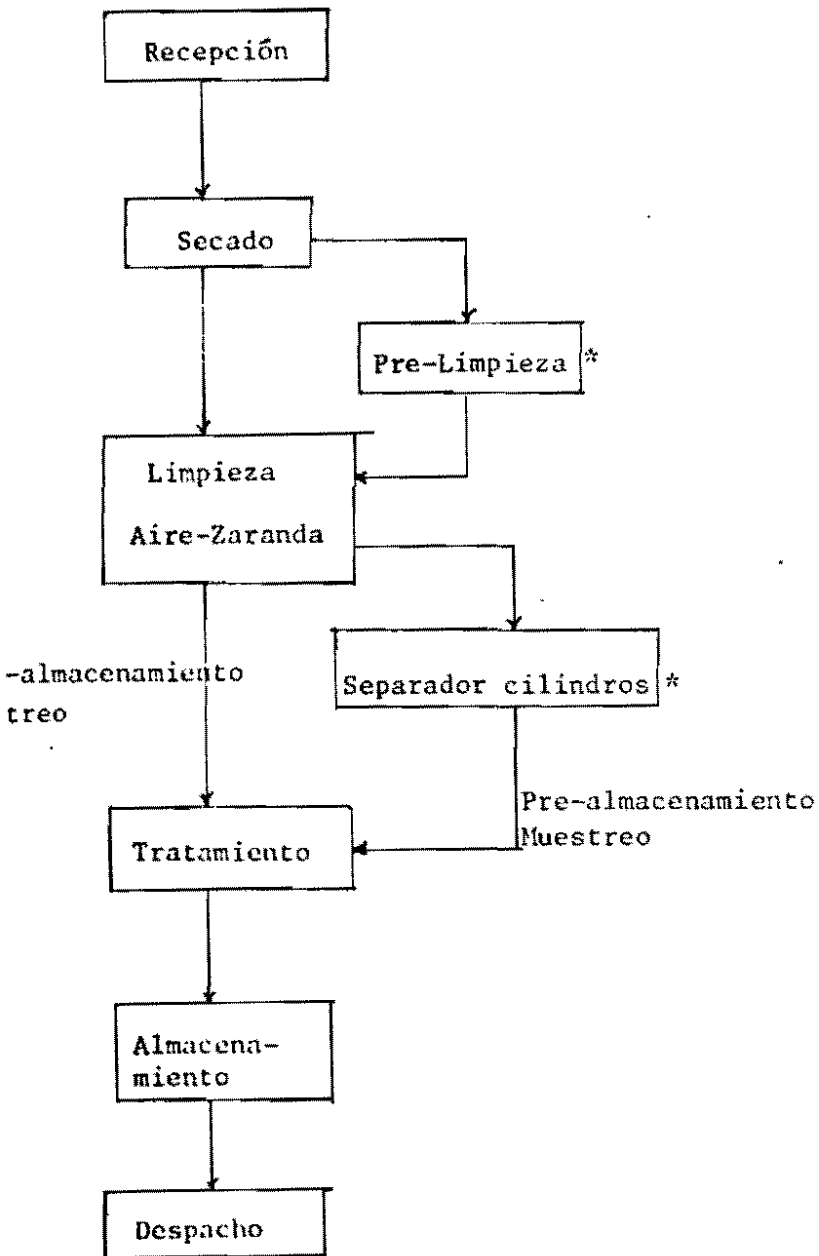 Recepción
Secado
Pre-Limpieza *
Limpieza
Aire-Zaranda
-almacenamiento
treo
Separador cilindros *
Pre-almacenamiento
Muestreo
Tratamiento
Almacena-
miento
Despacho